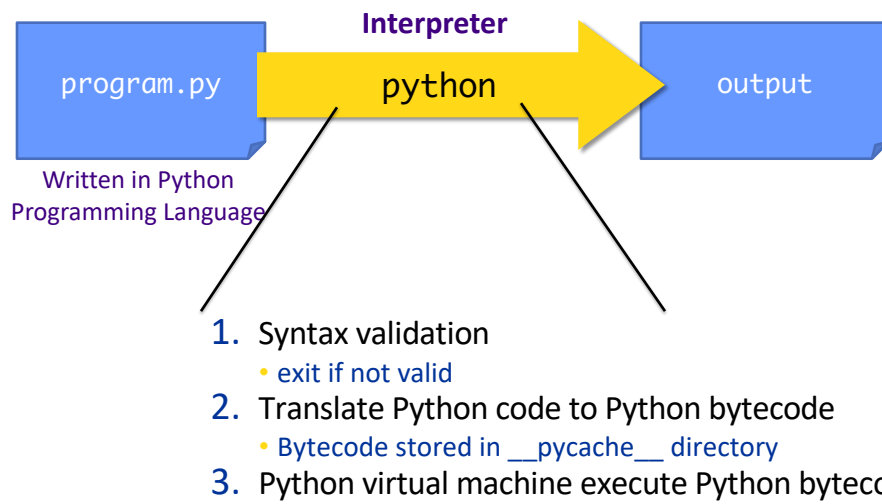 Interpreter
program.py
python
output
Written in Python
Programming Language
1. Syntax validation
• exit if not valid
2. Translate Python code to Python bytecode
• Bytecode stored in __pycache__ directory
3. Python virtual machine execute Python